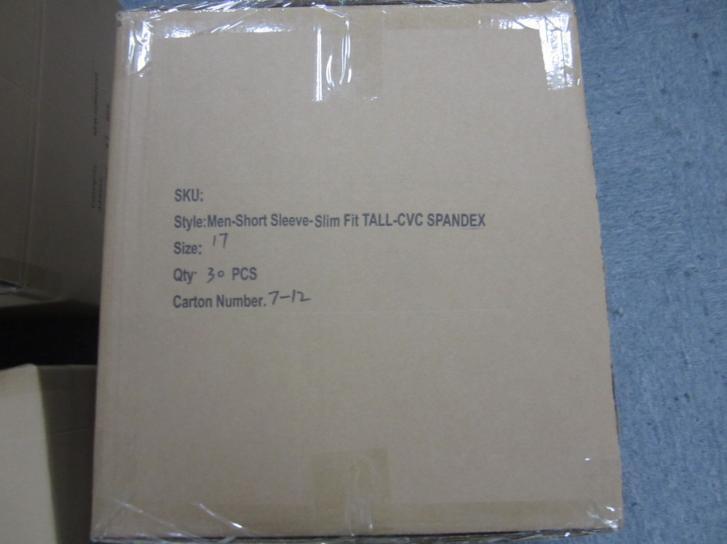 SKU:
Style:Men-Short Sleeve-Slim Fit TALL-CVC SPANDEX
Size: 17
Qty: 30 PCS
Carton Number. 7-12